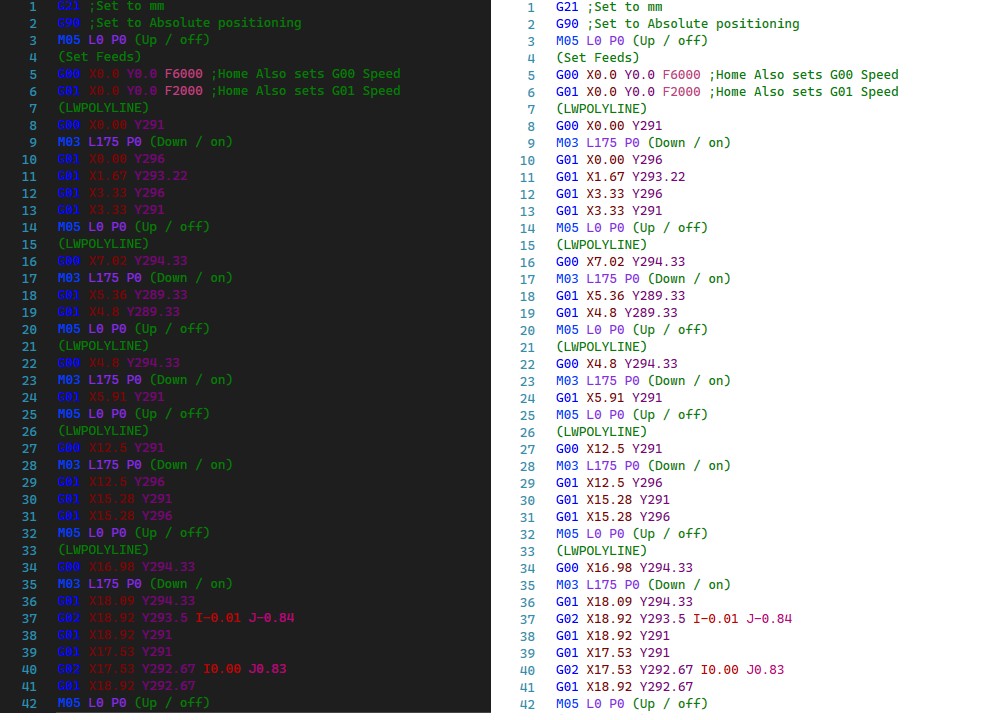 1 G21 ;Set to mm
2 G90 ;Set to Absolute positioning
3 M05 L0 P0 (Up / off)
4 (Set Feeds)
5 G00 X0.0 Y0.0 F6000 ;Home Also sets G00 Speed
6 G01 X0.0 Y0.0 F2000 ;Home Also sets G01 Speed
7 (LWPOLYLINE)
8 G00 X0.00 Y291
9 M03 L175 P0 (Down / on)
10 G01 X0.00 Y296
11 G01 X1.67 Y293.22
12 G01 X3.33 Y296
13 G01 X3.33 Y291
14 M05 L0 P0 (Up / off)
15 (LWPOLYLINE)
16 G00 X7.02 Y294.33
17 M03 L175 P0 (Down / on)
18 G01 X5.36 Y289.33
19 G01 X4.8 Y289.33
20 M05 L0 P0 (Up / off)
21 (LWPOLYLINE)
22 G00 X4.8 Y294.33
23 M03 L175 P0 (Down / on)
24 G01 X5.91 Y291
25 M05 L0 P0 (Up / off)
26 (LWPOLYLINE)
27 G00 X12.5 Y291
28 M03 L175 P0 (Down / on)
29 G01 X12.5 Y296
30 G01 X15.28 Y291
31 G01 X15.28 Y296
32 M05 L0 P0 (Up / off)
33 (LWPOLYLINE)
34 G00 X16.98 Y294.33
35 M03 L175 P0 (Down / on)
36 G01 X18.09 Y294.33
37 G02 X18.92 Y293.5 I-0.01 J-0.84
38 G01 X18.92 Y291
39 G01 X17.53 Y291
40 G02 X17.53 Y292.67 I0.00 J0.83
41 G01 X18.92 Y292.67
42 M05 L0 P0 (Up / off)
1 G21 ;Set to mm
2 G90 ;Set to Absolute positioning
3 M05 L0 P0 (Up / off)
4 (Set Feeds)
5 G00 X0.0 Y0.0 F6000 ;Home Also sets G00 Speed
6 G01 X0.0 Y0.0 F2000 ;Home Also sets G01 Speed
7 (LWPOLYLINE)
8 G00 X0.00 Y291
9 M03 L175 P0 (Down / on)
10 G01 X0.00 Y296
11 G01 X1.67 Y293.22
12 G01 X3.33 Y296
13 G01 X3.33 Y291
14 M05 L0 P0 (Up / off)
15 (LWPOLYLINE)
16 G00 X7.02 Y294.33
17 M03 L175 P0 (Down / on)
18 G01 X5.36 Y289.33
19 G01 X4.8 Y289.33
20 M05 L0 P0 (Up / off)
21 (LWPOLYLINE)
22 G00 X4.8 Y294.33
23 M03 L175 P0 (Down / on)
24 G01 X5.91 Y291
25 M05 L0 P0 (Up / off)
26 (LWPOLYLINE)
27 G00 X12.5 Y291
28 M03 L175 P0 (Down / on)
29 G01 X12.5 Y296
30 G01 X15.28 Y291
31 G01 X15.28 Y296
32 M05 L0 P0 (Up / off)
33 (LWPOLYLINE)
34 G00 X16.98 Y294.33
35 M03 L175 P0 (Down / on)
36 G01 X18.09 Y294.33
37 G02 X18.92 Y293.5 I-0.01 J-0.84
38 G01 X18.92 Y291
39 G01 X17.53 Y291
40 G02 X17.53 Y292.67 I0.00 J0.83
41 G01 X18.92 Y292.67
42 M05 L0 P0 (Up / off)